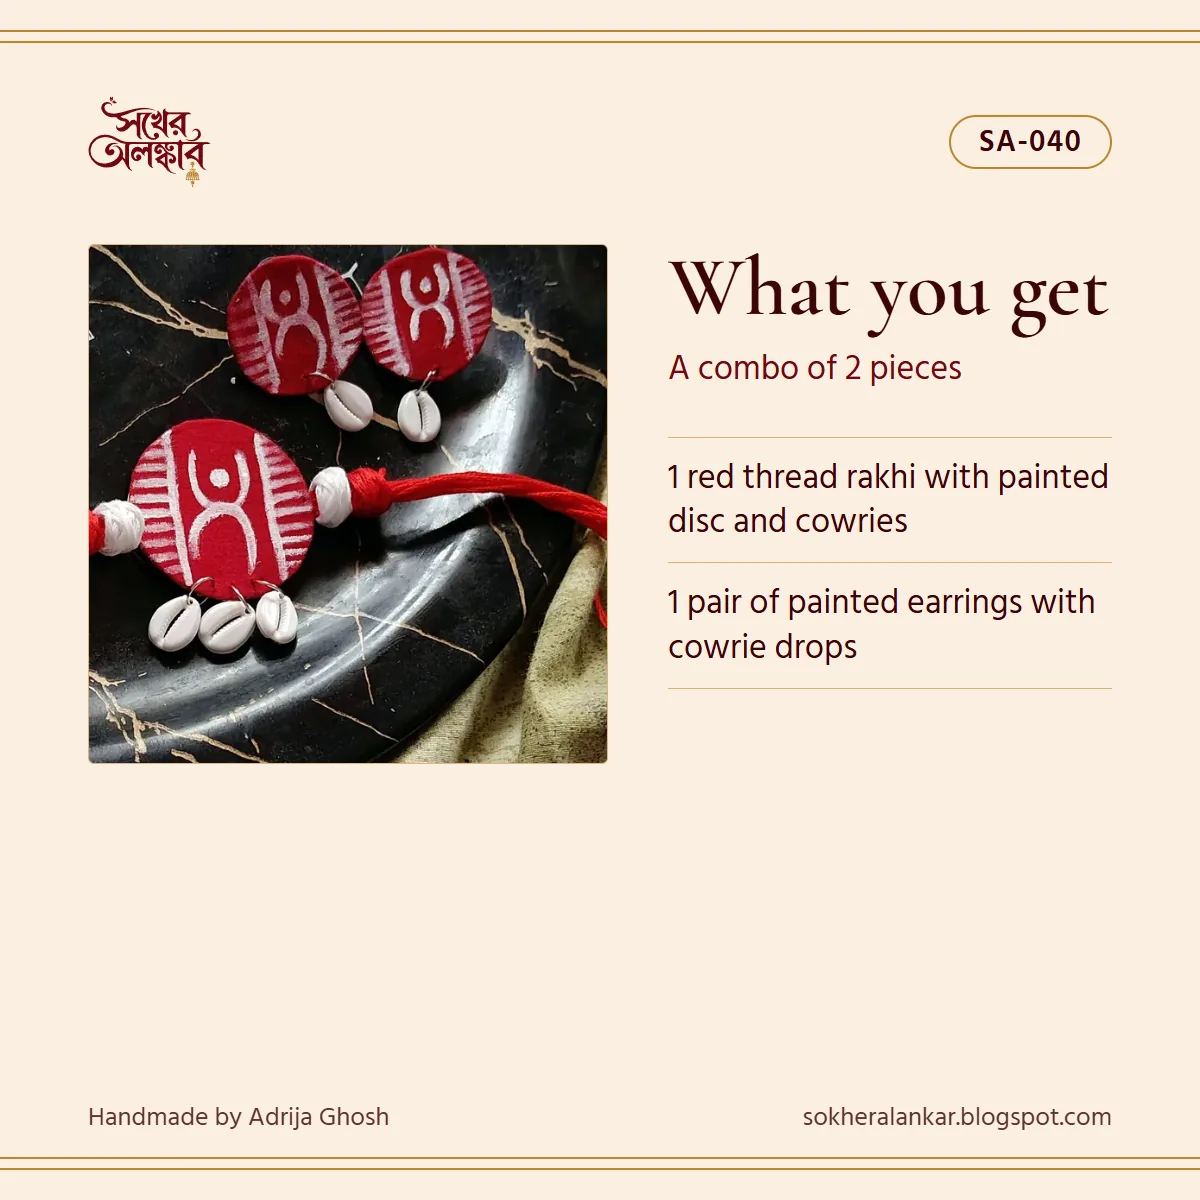 সখের
অলঙ্কার
SA-040
What you get
A combo of 2 pieces
1 red thread rakhi with painted
disc and cowries
1 pair of painted earrings with
cowrie drops
Handmade by Adrija Ghosh
sokheralankar.blogspot.com